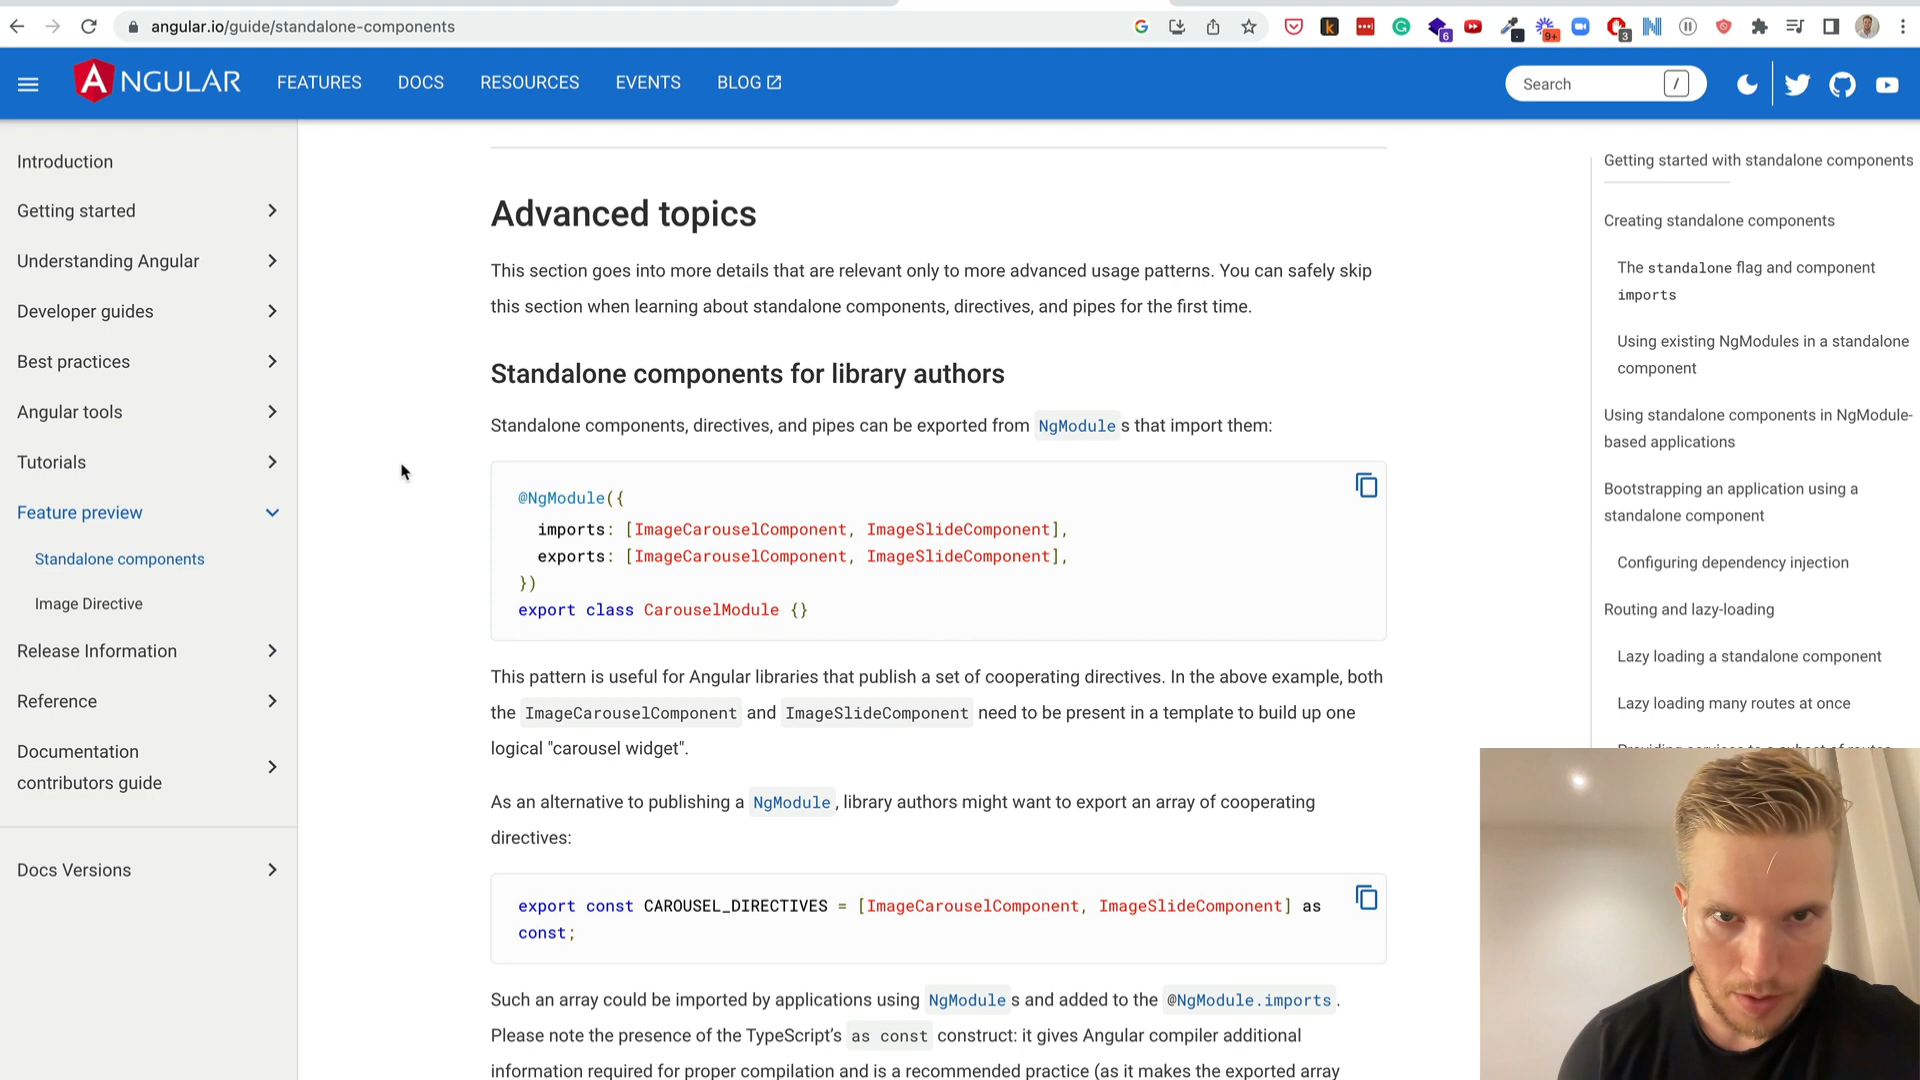 angular.io/guide/standalone-components
6
9+
3
NGULAR
FEATURES
DOCS
RESOURCES
EVENTS
BLOG
Search
/
Introduction
Getting started
Understanding Angular
Developer guides
Best practices
Angular tools
Tutorials
Feature preview
Standalone components
Image Directive
Release Information
Reference
Documentation
contributors guide
Docs Versions
Advanced topics
This section goes into more details that are relevant only to more advanced usage patterns. You can safely skip
this section when learning about standalone components, directives, and pipes for the first time.
Standalone components for library authors
Standalone components, directives, and pipes can be exported from NgModule s that import them:
@NgModule({
imports: [ImageCarouselComponent, ImageSlideComponent],
exports: [ImageCarouselComponent, ImageSlideComponent],
})
export class CarouselModule {}
This pattern is useful for Angular libraries that publish a set of cooperating directives. In the above example, both
the ImageCarouselComponent and ImageSlideComponent need to be present in a template to build up one
logical "carousel widget".
As an alternative to publishing a NgModule , library authors might want to export an array of cooperating
directives:
export const CAROUSEL_DIRECTIVES = [ImageCarouselComponent, ImageSlideComponent] as
const;
Such an array could be imported by applications using NgModule s and added to the @NgModule.imports .
Please note the presence of the TypeScript's as const construct: it gives Angular compiler additional
information required for proper compilation and is a recommended practice (as it makes the exported array
Getting started with standalone components
Creating standalone components
The standalone flag and component
imports
Using existing NgModules in a standalone
component
Using standalone components in NgModule-
based applications
Bootstrapping an application using a
standalone component
Configuring dependency injection
Routing and lazy-loading
Lazy loading a standalone component
Lazy loading many routes at once